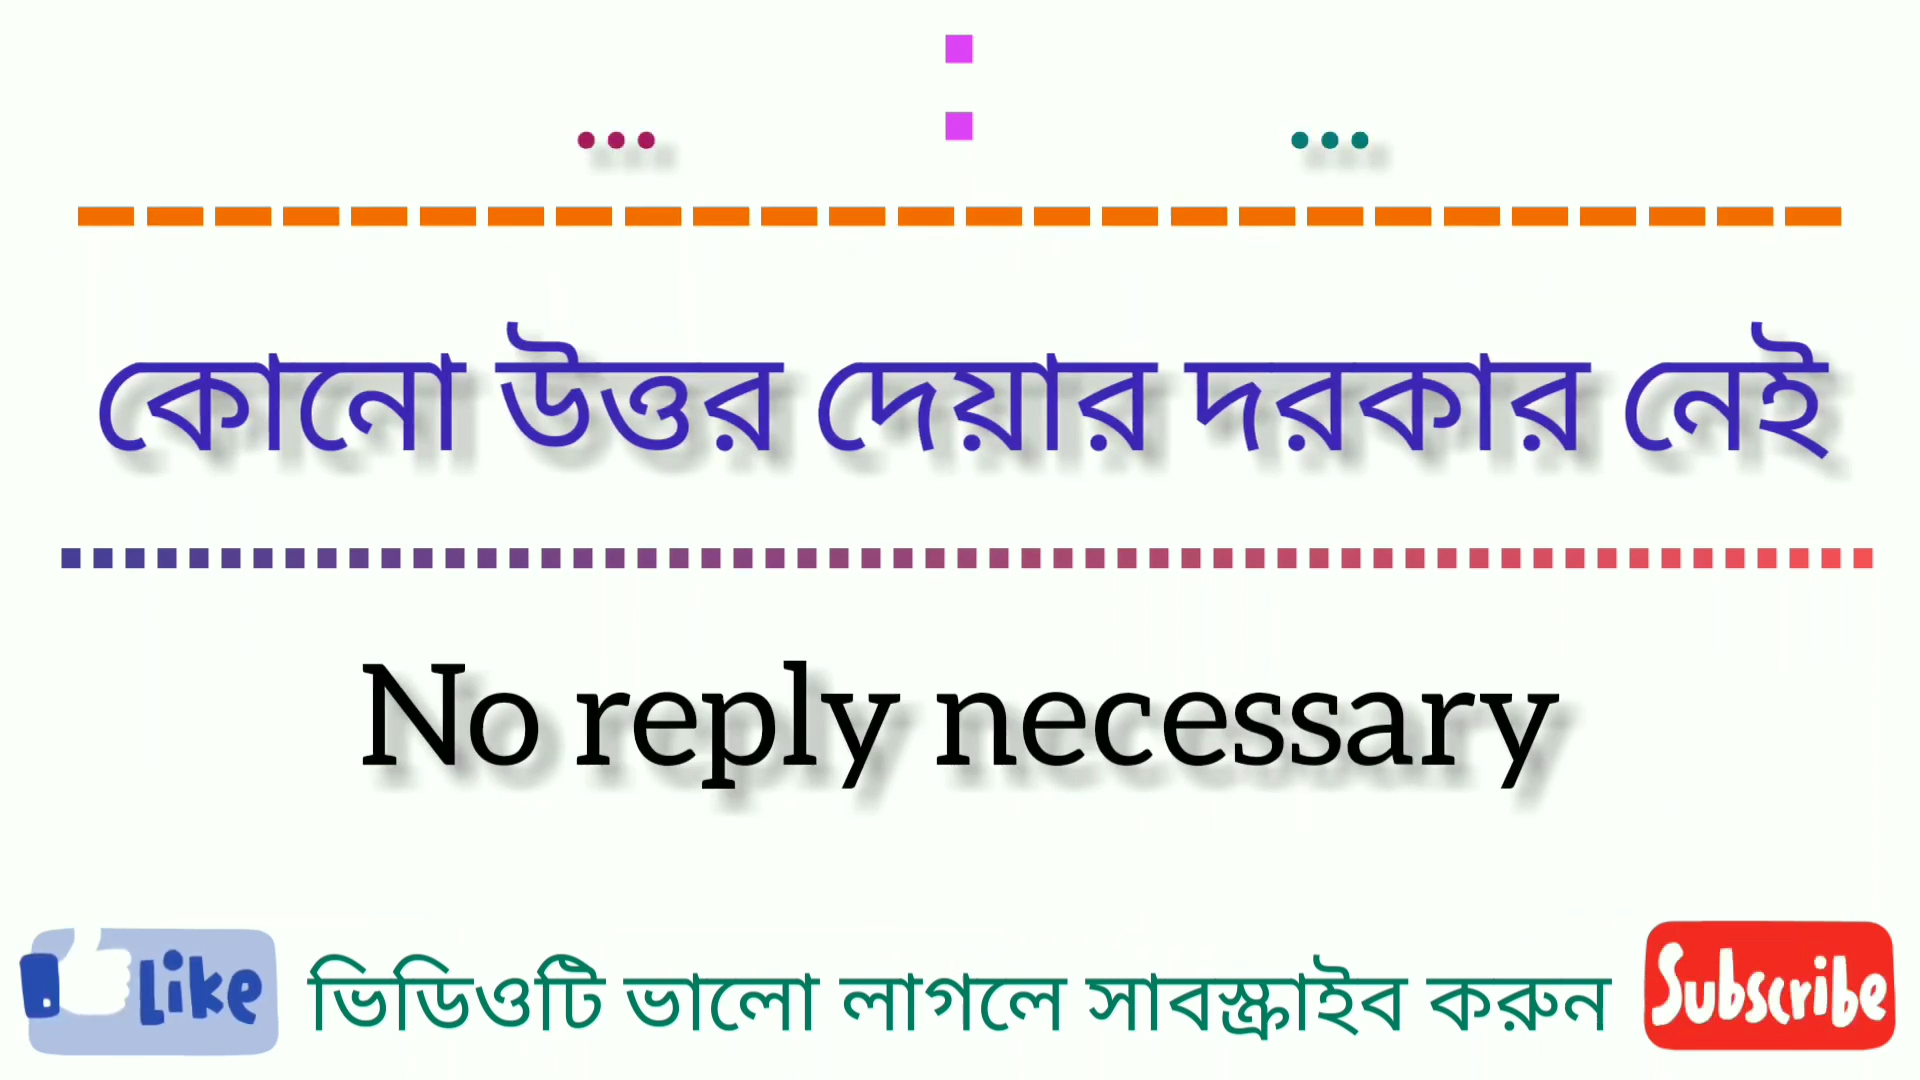 ... : ...
কোনো উত্তর দেয়ার দরকার নেই
No reply necessary
Like ভিডিওটি ভালো লাগলে সাবস্ক্রাইব করুন Subscribe